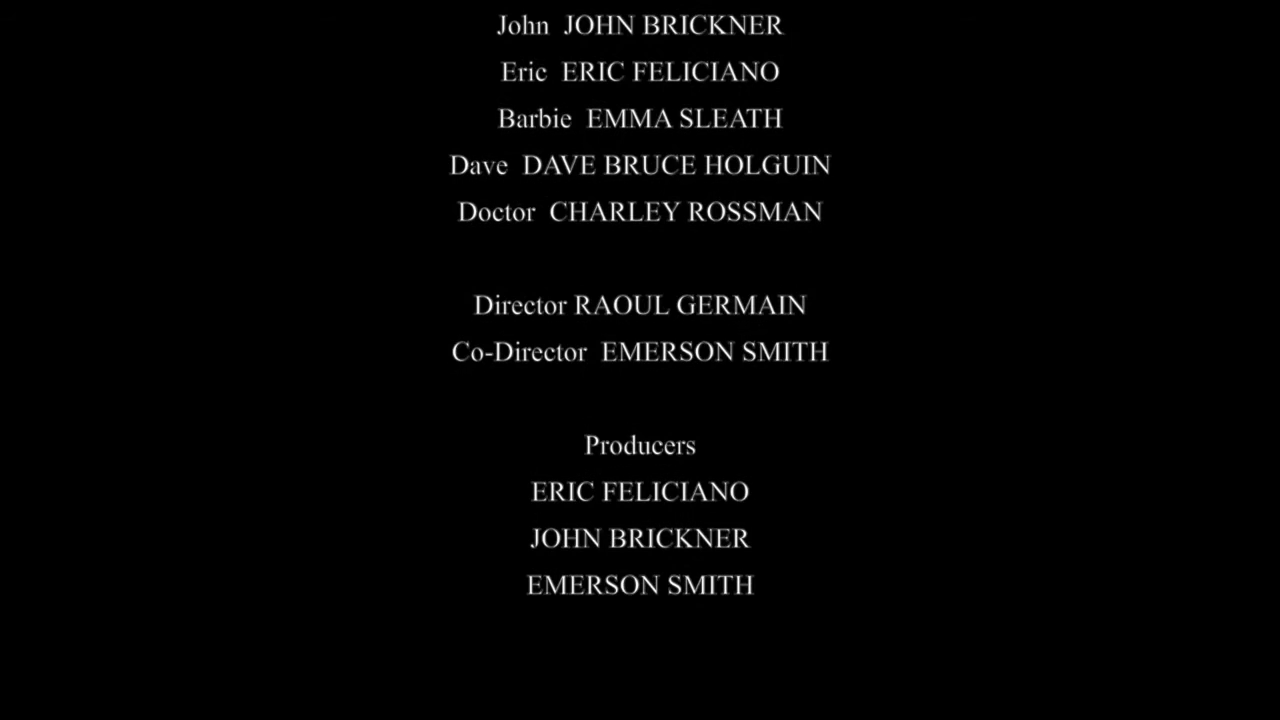 John JOHN BRICKNER
Eric ERIC FELICIANO
Barbie EMMA SLEATH
Dave DAVE BRUCE HOLGUIN
Doctor CHARLEY ROSSMAN
Director RAOUL GERMAIN
Co-Director EMERSON SMITH
Producers
ERIC FELICIANO
JOHN BRICKNER
EMERSON SMITH